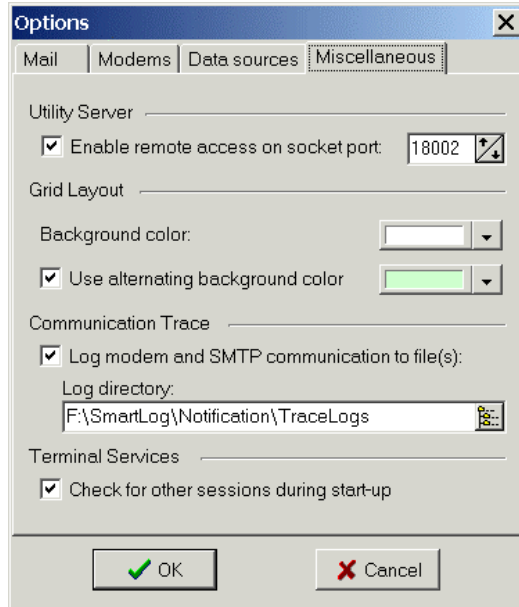 Options
Mail Modems Data sources Miscellaneous
Utility Server
Enable remote access on socket port: 18002
Grid Layout
Background color:
Use alternating background color
Communication Trace
Log modem and SMTP communication to file(s):
Log directory:
F:\SmartLog\Notification\TraceLogs
Terminal Services
Check for other sessions during start-up
OK Cancel